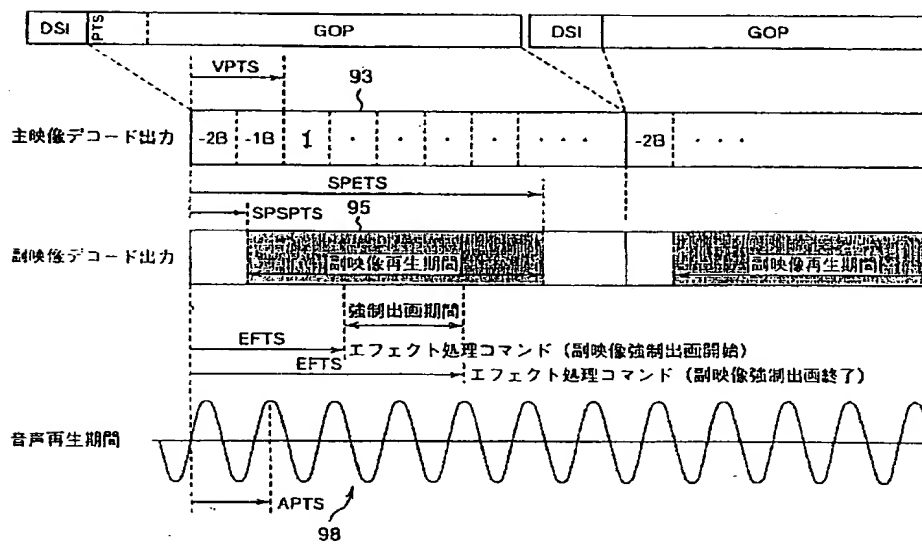 DSI PTS GOP DSI GOP
VPTS 93
主映像デコード出力 -2B -1B 1 · · · · · · · · -2B · · ·
SPETS
SPSPTS 95
副映像デコード出力 副映像再生期間 副映像再生期間
強制出画期間
EFTS エフェクト処理コマンド (副映像強制出画開始)
EFTS エフェクト処理コマンド (副映像強制出画終了)
音声再生期間
APTS
98